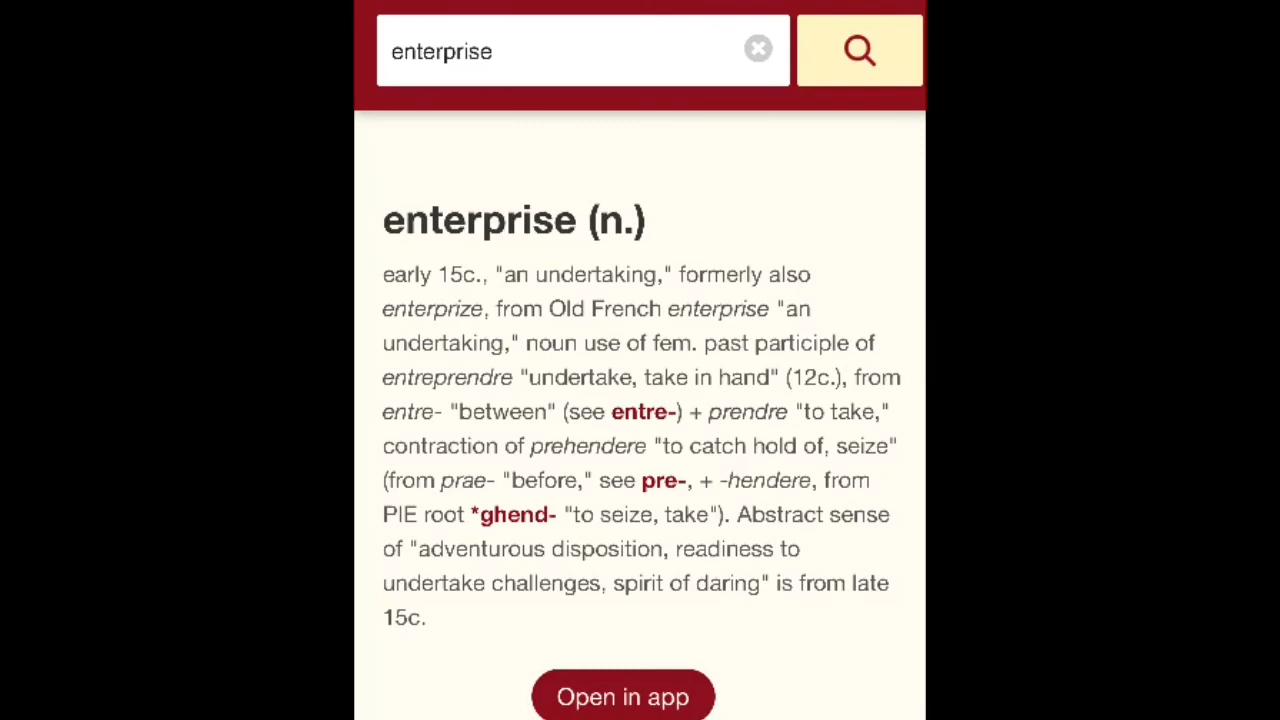 enterprise
enterprise (n.)
early 15c., "an undertaking," formerly also
enterprize, from Old French enterprise "an
undertaking," noun use of fem. past participle of
entreprendre "undertake, take in hand" (12c.), from
entre- "between" (see entre-) + prendre "to take,"
contraction of prehendere "to catch hold of, seize"
(from prae- "before," see pre-, + -hendere, from
PIE root *ghend- "to seize, take"). Abstract sense
of "adventurous disposition, readiness to
undertake challenges, spirit of daring" is from late
15c.
Open in app